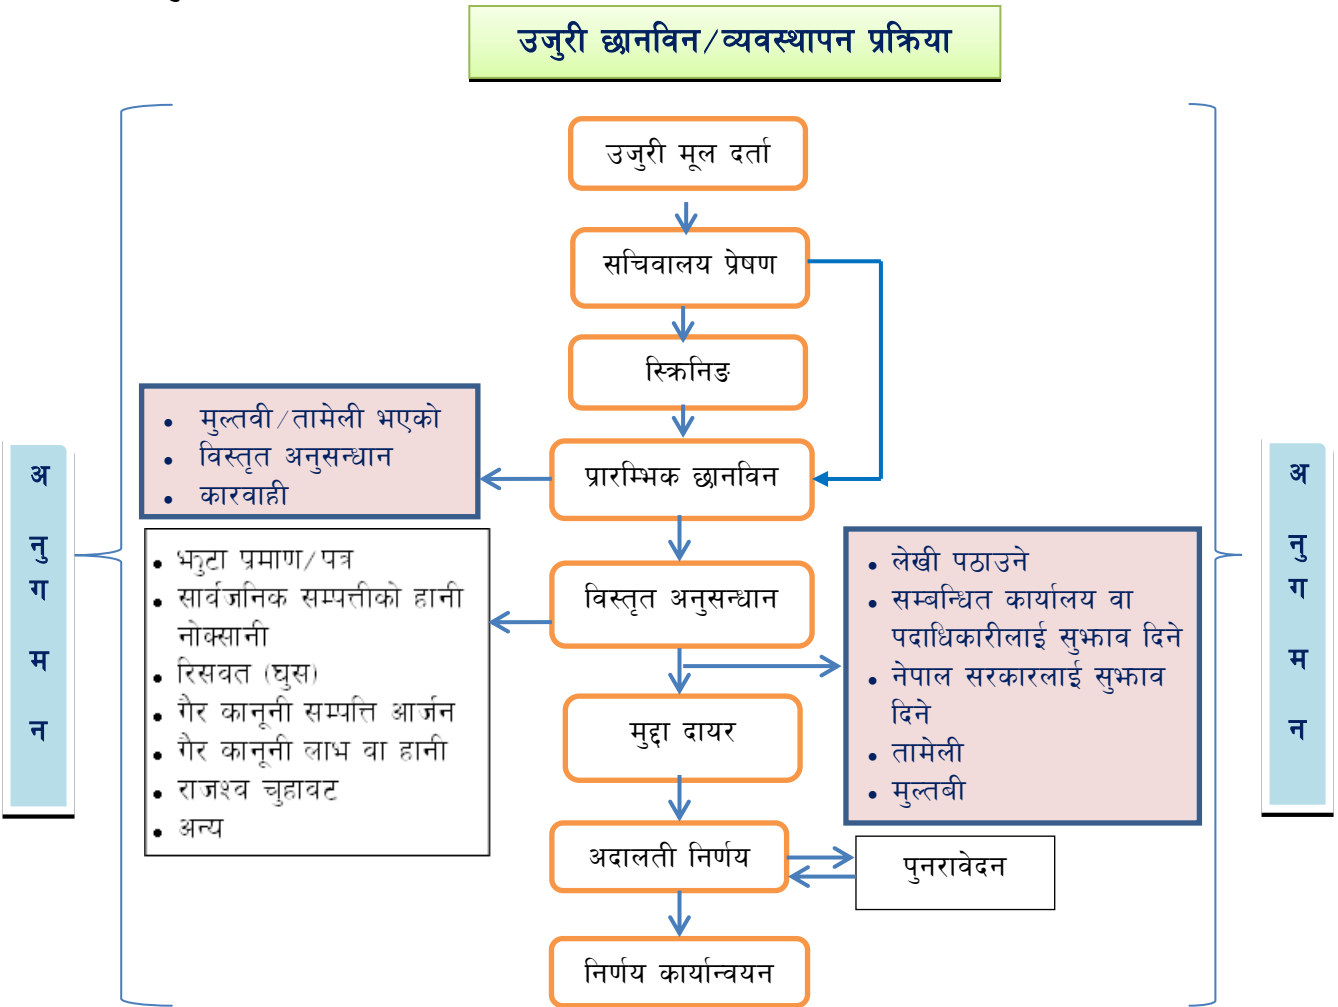 उजुरी छानविन/व्यवस्थापन प्रक्रिया
उजुरी मूल दर्ता
सचिवालय प्रेषण
स्क्रिनिङ
मुल्तवी/तामेली भएको
विस्तृत अनुसन्धान
कारवाही
प्रारम्भिक छानविन
अ
नु
ग
म
न
झुटा प्रमाण/पत्र
सार्वजनिक सम्पत्तीको हानी
नोक्सानी
रिसवत (घुस)
गैर कानूनी सम्पत्ति आर्जन
गैर कानूनी लाभ वा हानी
राजश्व चुहावट
अन्य
विस्तृत अनुसन्धान
लेखी पठाउने
सम्बन्धित कार्यालय वा
पदाधिकारीलाई सुझाव दिने
नेपाल सरकारलाई सुझाव
दिने
तामेली
मुल्तबी
अ
नु
ग
म
न
मुद्दा दायर
अदालती निर्णय
पुनरावेदन
निर्णय कार्यान्वयन